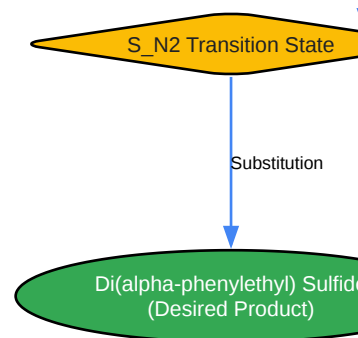 S_N2 Transition State
Substitution
Di(alpha-phenylethyl) Sulfide
(Desired Product)